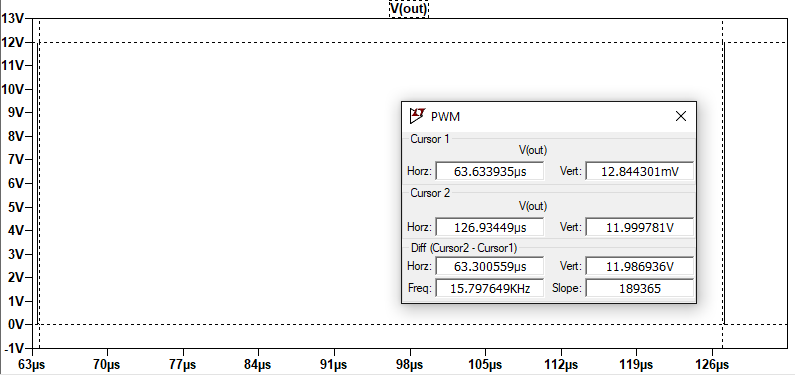 V(out)
13V
12V
11V
10V
9V
8V
7V
6V
5V
4V
3V
2V
1V
0V
-1V
PWM
Cursor 1
V(out)
Horz: 63.633935µs Vert: 12.844301mV
Cursor 2
V(out)
Horz: 126.93449µs Vert: 11.999781V
Diff (Cursor2 - Cursor1)
Horz: 63.300559µs Vert: 11.986936V
Freq: 15.797649KHz Slope: 189365
63µs 70µs 77µs 84µs 91µs 98µs 105µs 112µs 119µs 126µs